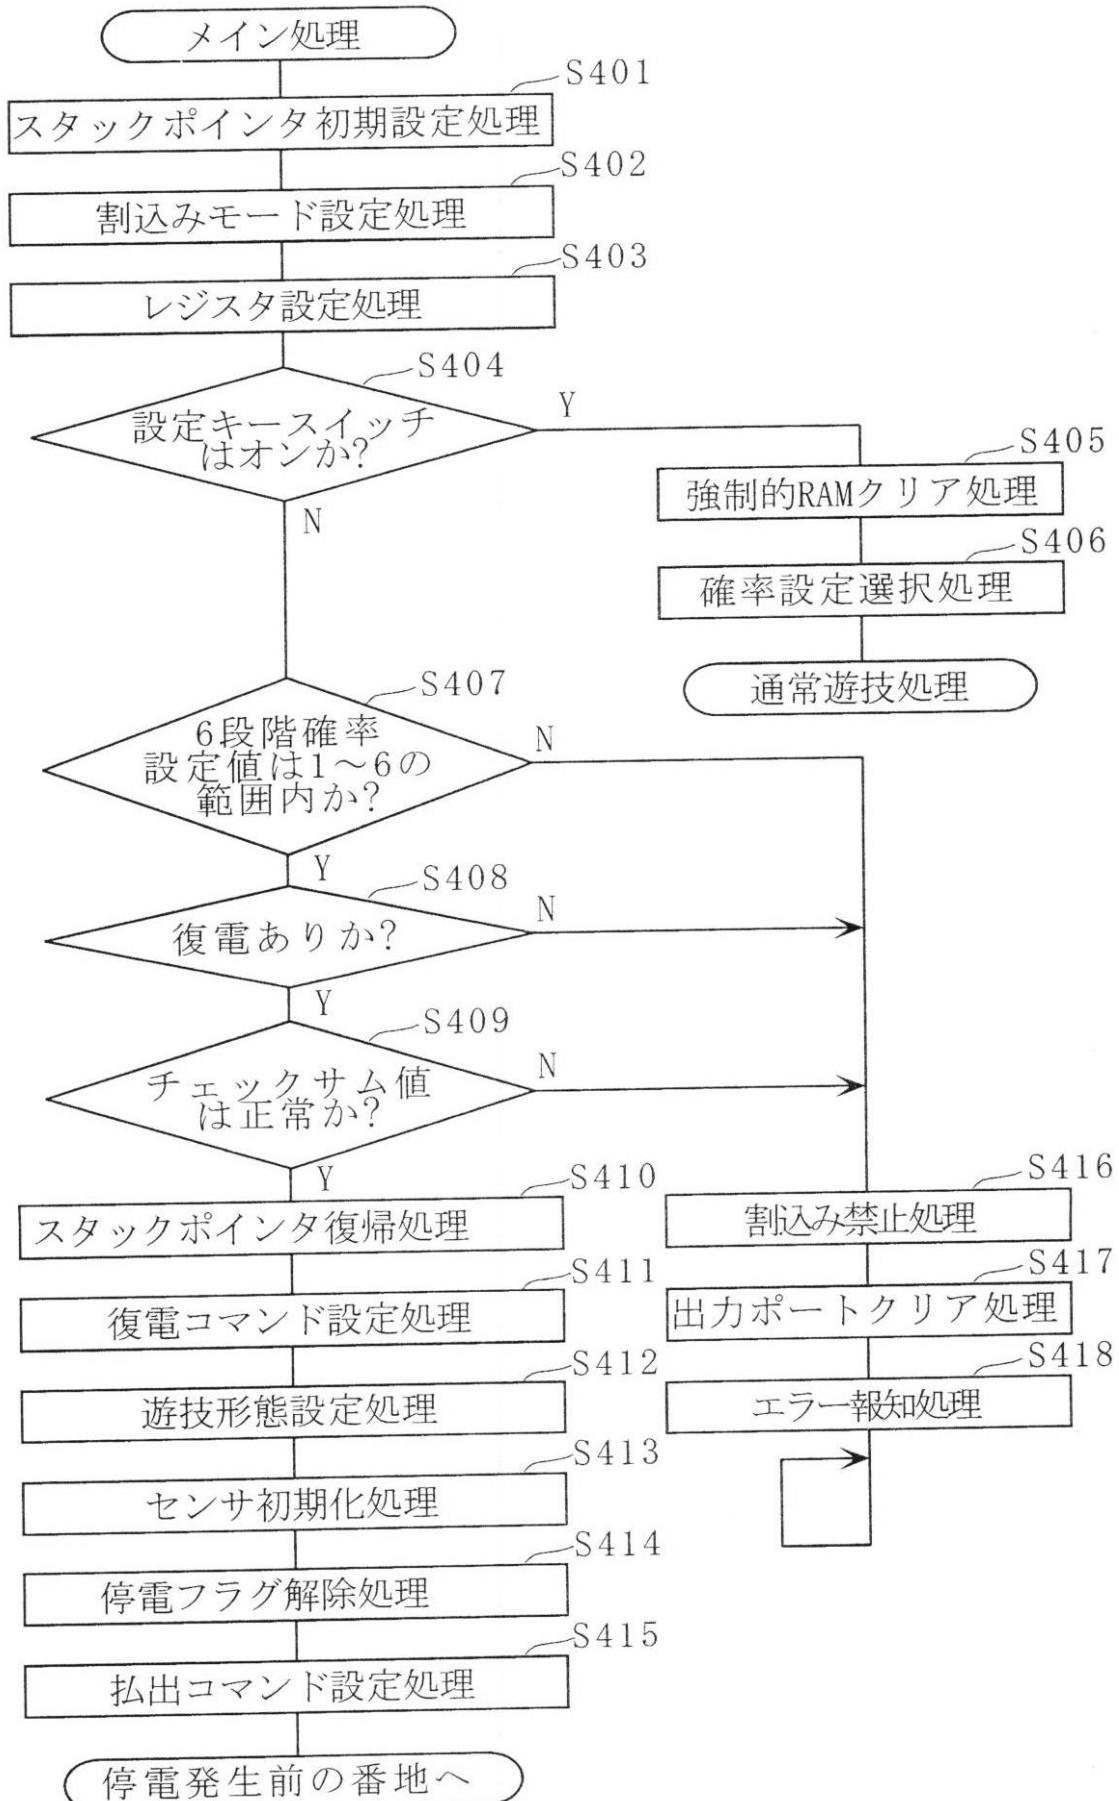 メイン処理
S401
スタックポインタ初期設定処理
S402
割込みモード設定処理
S403
レジスタ設定処理
S404
設定キースイッチ
はオンか?
Y
N
S405
強制的RAMクリア処理
S406
確率設定選択処理
通常遊技処理
S407
6段階確率
設定値は1～6の
範囲内か?
N
Y
S408
復電ありか?
N
Y
S409
チェックサム値
は正常か?
N
Y
S410
スタックポインタ復帰処理
S411
復電コマンド設定処理
S412
遊技形態設定処理
S413
センサ初期化処理
S414
停電フラグ解除処理
S415
払出コマンド設定処理
停電発生前の番地へ
S416
割込み禁止処理
S417
出力ポートクリア処理
S418
エラー報知処理